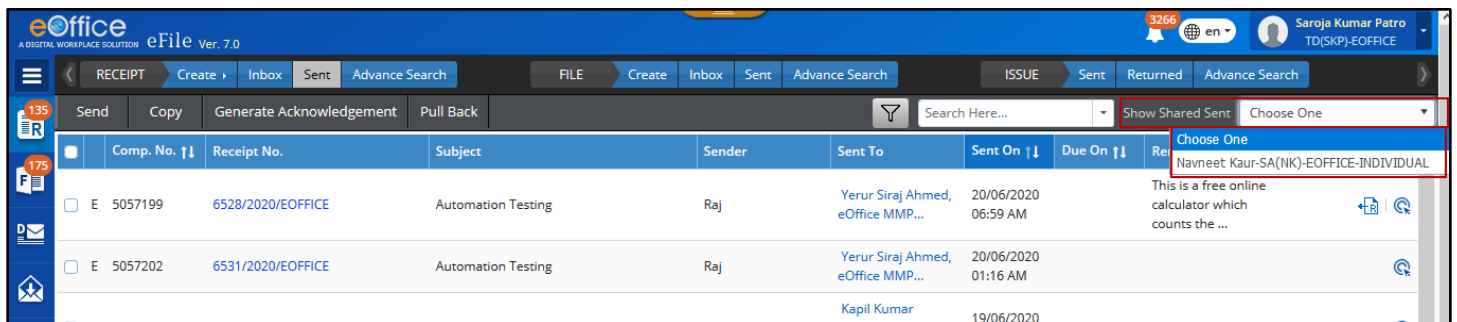 eOffice
A DIGITAL WORKPLACE SOLUTION eFile Ver. 7.0
3266
en
Saroja Kumar Patro
TD(SKP)-EOFFICE
RECEIPT Create Inbox Sent Advance Search FILE Create Inbox Sent Advance Search ISSUE Sent Returned Advance Search
135
R
Send Copy Generate Acknowledgement Pull Back Search Here... Show Shared Sent Choose One
Choose One
Navneet Kaur-SA(NK)-EOFFICE-INDIVIDUAL
Comp. No. Receipt No. Subject Sender Sent To Sent On Due On Re
175
F
E 5057199 6528/2020/EOFFICE Automation Testing Raj Yerur Siraj Ahmed, eOffice MMP... 20/06/2020 06:59 AM This is a free online calculator which counts the ... R
D
E 5057202 6531/2020/EOFFICE Automation Testing Raj Yerur Siraj Ahmed, eOffice MMP... 20/06/2020 01:16 AM
Kapil Kumar
19/06/2020